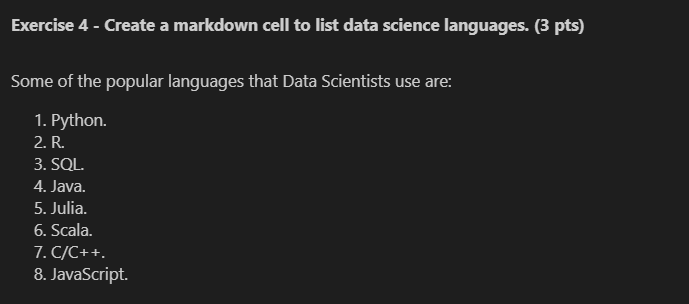 Exercise 4 - Create a markdown cell to list data science languages. (3 pts)
Some of the popular languages that Data Scientists use are:
1. Python.
2. R.
3. SQL.
4. Java.
5. Julia.
6. Scala.
7. C/C++.
8. JavaScript.